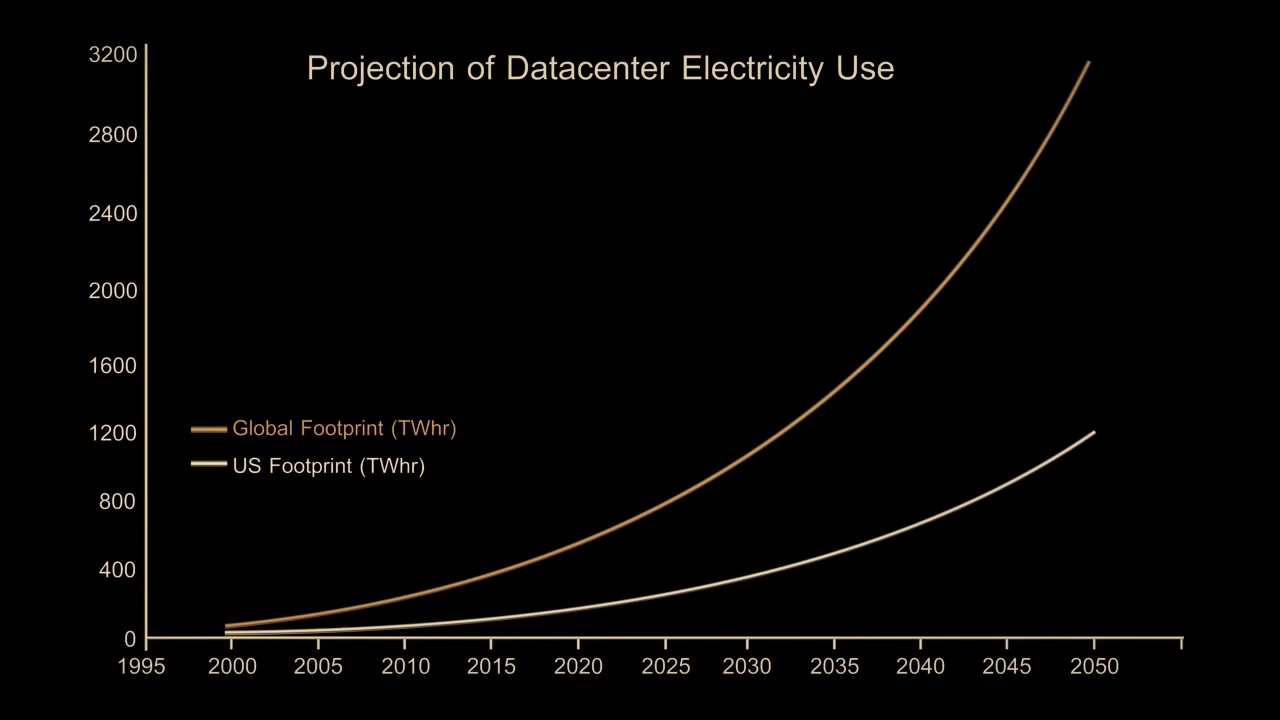 Projection of Datacenter Electricity Use
3200
2800
2400
2000
1600
1200
800
400
0
Global Footprint (TWhr)
US Footprint (TWhr)
1995 2000 2005 2010 2015 2020 2025 2030 2035 2040 2045 2050